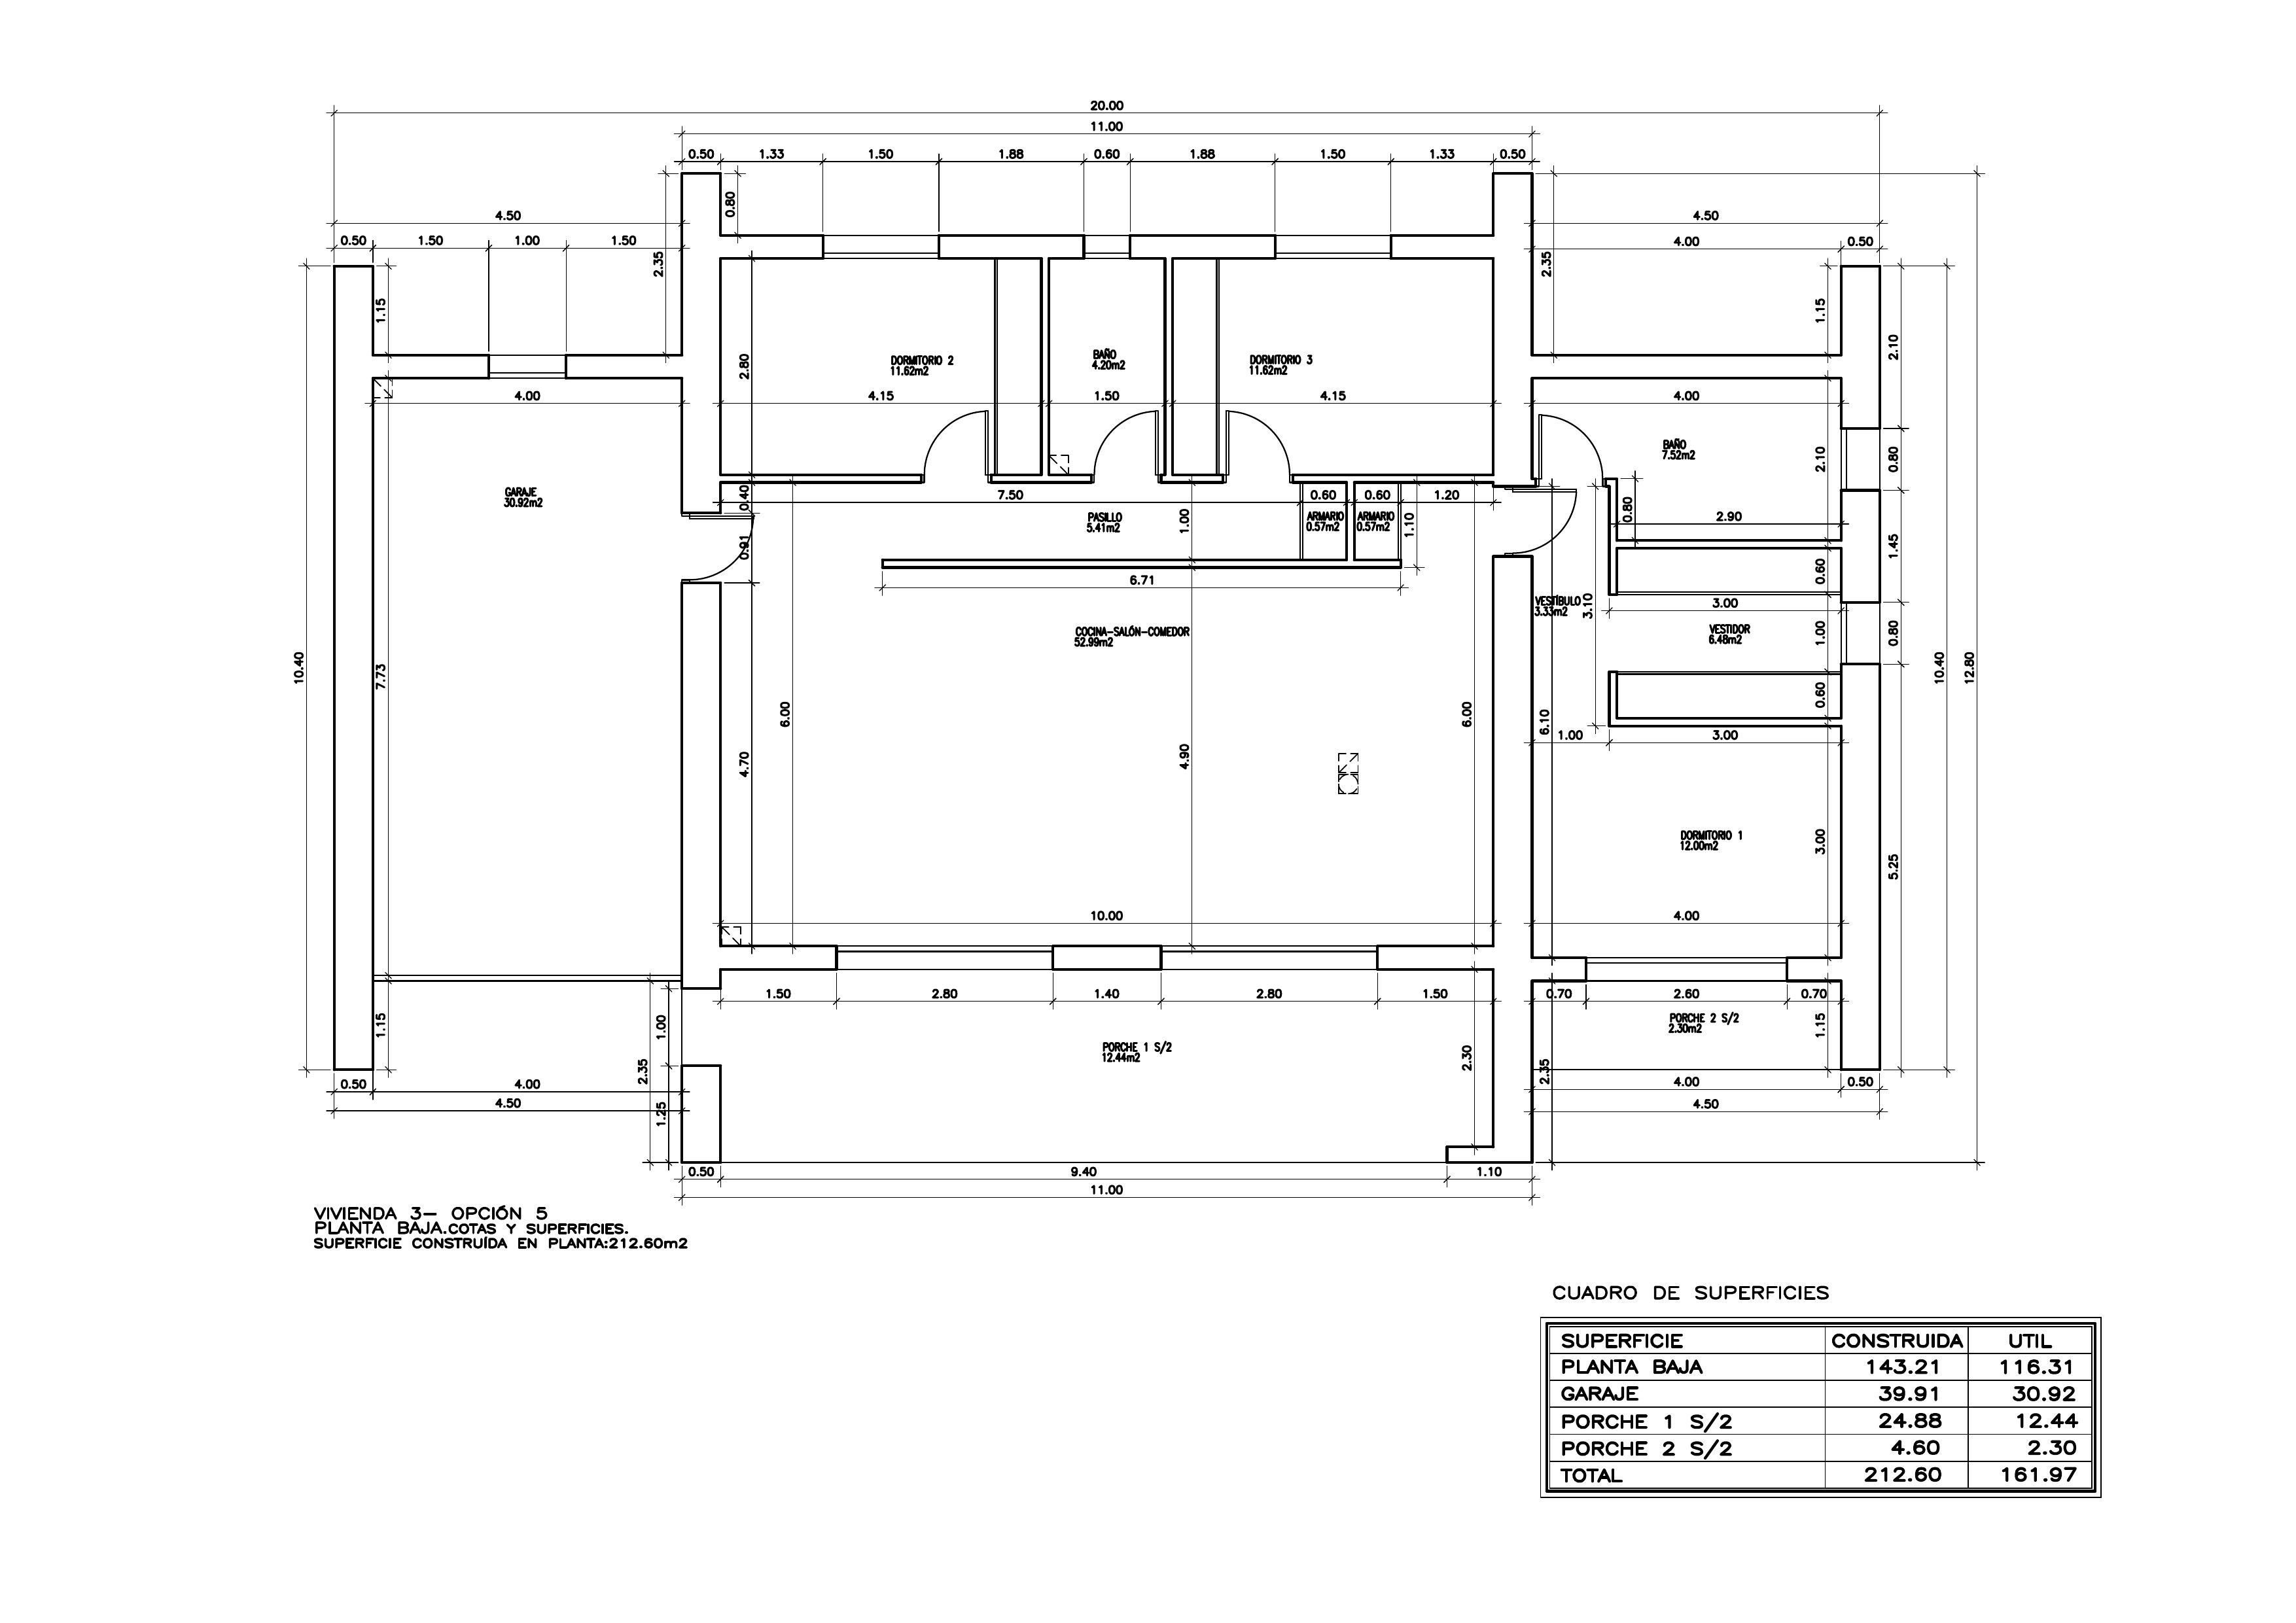 20.00
11.00
0.50 1.33 1.50 1.88 0.60 1.88 1.50 1.33 0.50
0.80
4.50
4.50
0.50 1.50 1.00 1.50
4.00 0.50
2.35
2.35
1.15
1.15
2.10
2.80
DORMITORIO 2
11.62m2
BAÑO
4.20m2
DORMITORIO 3
11.62m2
4.00
4.15
1.50
4.15
4.00
BAÑO
7.52m2
2.10
0.80
GARAJE
30.92m2
0.40
7.50
0.60
0.60
1.20
0.80
2.90
PASILLO
5.41m2
1.00
ARMARIO
0.57m2
ARMARIO
0.57m2
1.10
0.91
1.45
6.71
0.60
VESTÍBULO
3.33m2
3.10
3.00
COCINA-SALÓN-COMEDOR
52.99m2
VESTIDOR
6.48m2
1.00
0.80
10.40
7.73
10.40
12.80
0.60
6.00
6.00
6.10
4.70
4.90
1.00
3.00
DORMITORIO 1
12.00m2
3.00
5.25
10.00
4.00
1.50 2.80 1.40 2.80 1.50
0.70 2.60 0.70
1.15
1.00
PORCHE 2 S/2
2.30m2
1.15
PORCHE 1 S/2
12.44m2
2.30
2.35
2.35
0.50 4.00
4.00 0.50
4.50
4.50
1.25
0.50 9.40 1.10
11.00
VIVIENDA 3- OPCIÓN 5
PLANTA BAJA.COTAS Y SUPERFICIES.
SUPERFICIE CONSTRUÍDA EN PLANTA:212.60m2
CUADRO DE SUPERFICIES
SUPERFICIE CONSTRUIDA UTIL
PLANTA BAJA 143.21 116.31
GARAJE 39.91 30.92
PORCHE 1 S/2 24.88 12.44
PORCHE 2 S/2 4.60 2.30
TOTAL 212.60 161.97